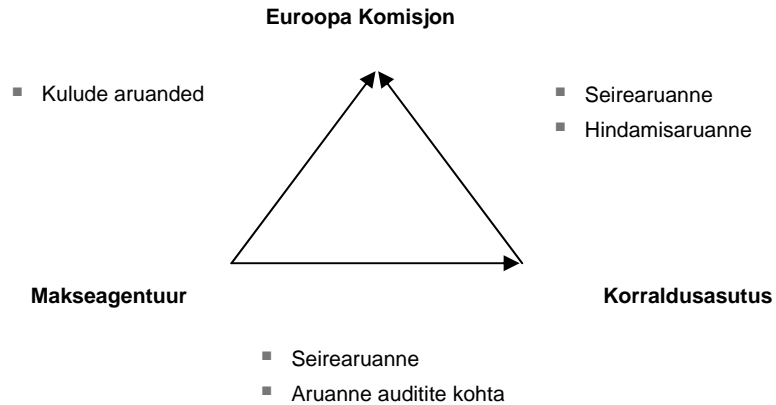 Euroopa Komisjon
Kulude aruanded
Seirearuanne
Hindamisaruanne
Makseagentuur
Korraldusasutus
Seirearuanne
Aruanne auditite kohta